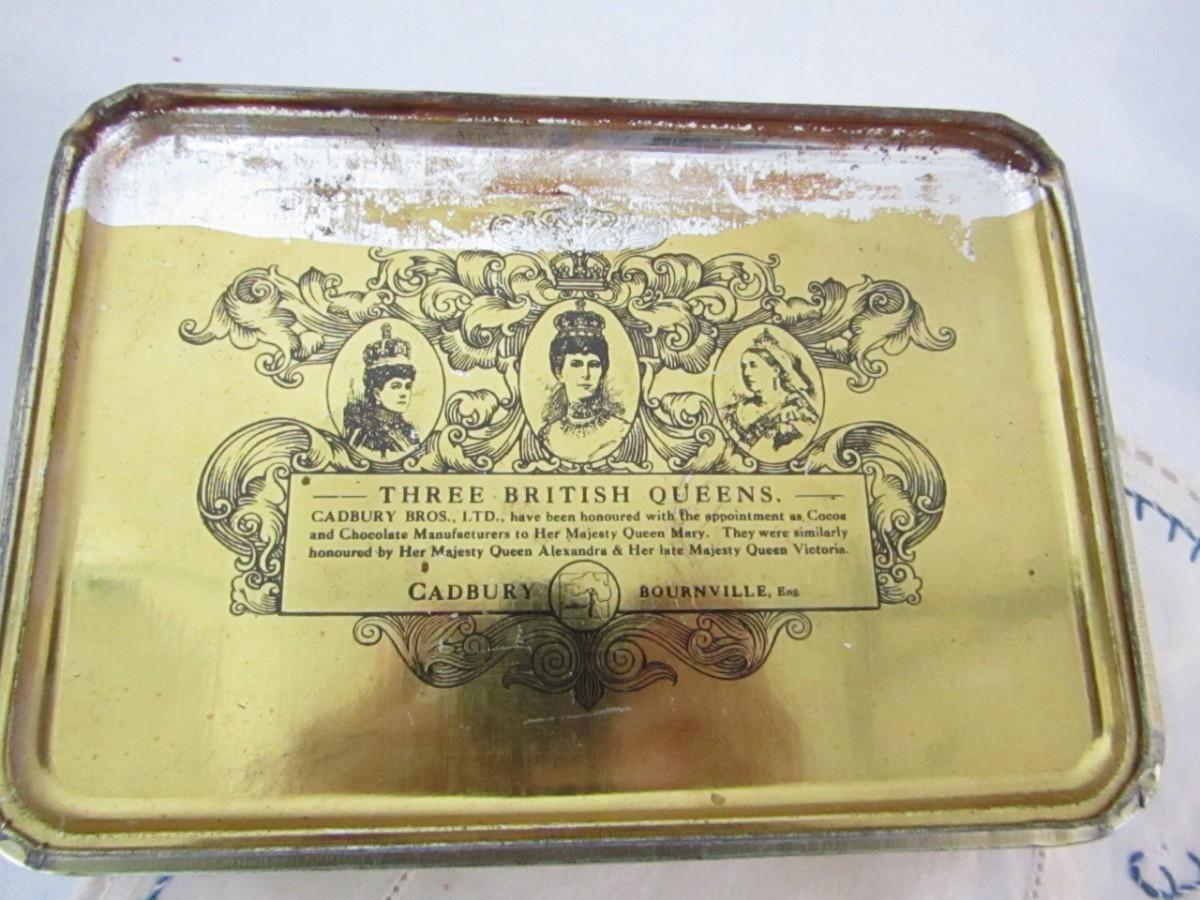 THREE BRITISH QUEENS.
CADBURY BROS., LTD., have been honoured with the appointment as Cocoa
and Chocolate Manufacturers to Her Majesty Queen Mary. They were similarly
honoured by Her Majesty Queen Alexandra & Her late Majesty Queen Victoria.
CADBURY BOURNVILLE, Eng.